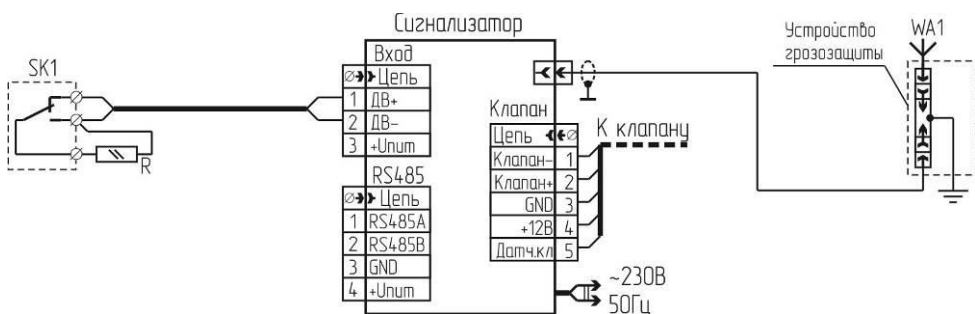 Сигнализатор
SK1
R
Вход
Цепь
1 ДВ+
2 ДВ-
3 +Uпит
RS485
Цепь
1 RS485A
2 RS485B
3 GND
4 +Uпит
Клапан
Цепь
Клапан- 1
Клапан+ 2
GND 3
+12В 4
Датч.кл 5
К клапану
~230В
50Гц
Устройство
грозозащиты
WA1